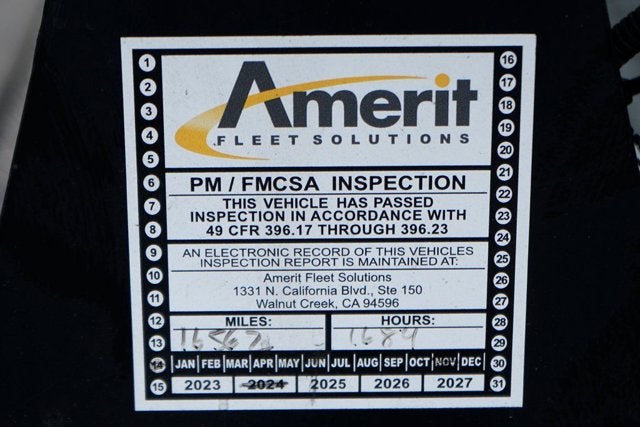 Amerit
FLEET SOLUTIONS
PM / FMCSA INSPECTION
THIS VEHICLE HAS PASSED
INSPECTION IN ACCORDANCE WITH
49 CFR 396.17 THROUGH 396.23
AN ELECTRONIC RECORD OF THIS VEHICLES
INSPECTION REPORT IS MAINTAINED AT:
Amerit Fleet Solutions
1331 N. California Blvd., Ste 150
Walnut Creek, CA 94596
MILES: HOURS:
1684
JAN FEB MAR APR MAY JUN JUL AUG SEP OCT NOV DEC
2023 2024 2025 2026 2027
1
2
3
4
5
6
7
8
9
10
11
12
13
14
15
16
17
18
19
20
21
22
23
24
25
26
27
28
29
30
31